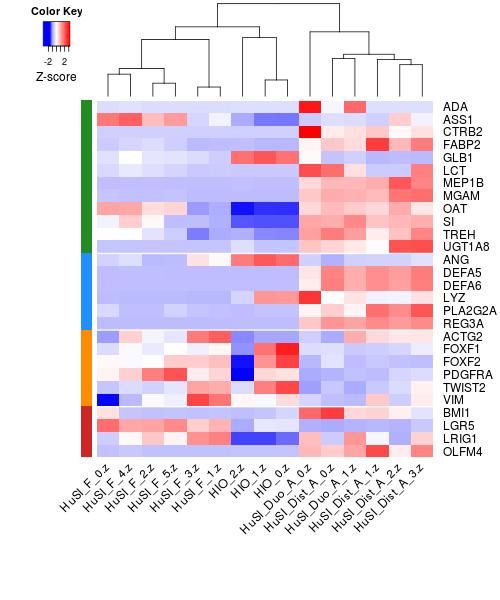 Color Key
-2 2
Z-score
ADA
ASS1
CTRB2
FABP2
GLB1
LCT
MEP1B
MGAM
OAT
SI
TREH
UGT1A8
ANG
DEFA5
DEFA6
LYZ
PLA2G2A
REG3A
ACTG2
FOXF1
FOXF2
PDGFRA
TWIST2
VIM
BMI1
LGR5
LRIG1
OLFM4
HuSI_F_0.z
HuSI_F_4.z
HuSI_F_2.z
HuSI_F_5.z
HuSI_F_3.z
HuSI_F_1.z
HIO_2.z
HIO_1.z
HIO_0.z
HuSI_Duo_A_0.z
HuSI_Dist_A_0.z
HuSI_Duo_A_1.z
HuSI_Dist_A_1.z
HuSI_Dist_A_2.z
HuSI_Dist_A_3.z